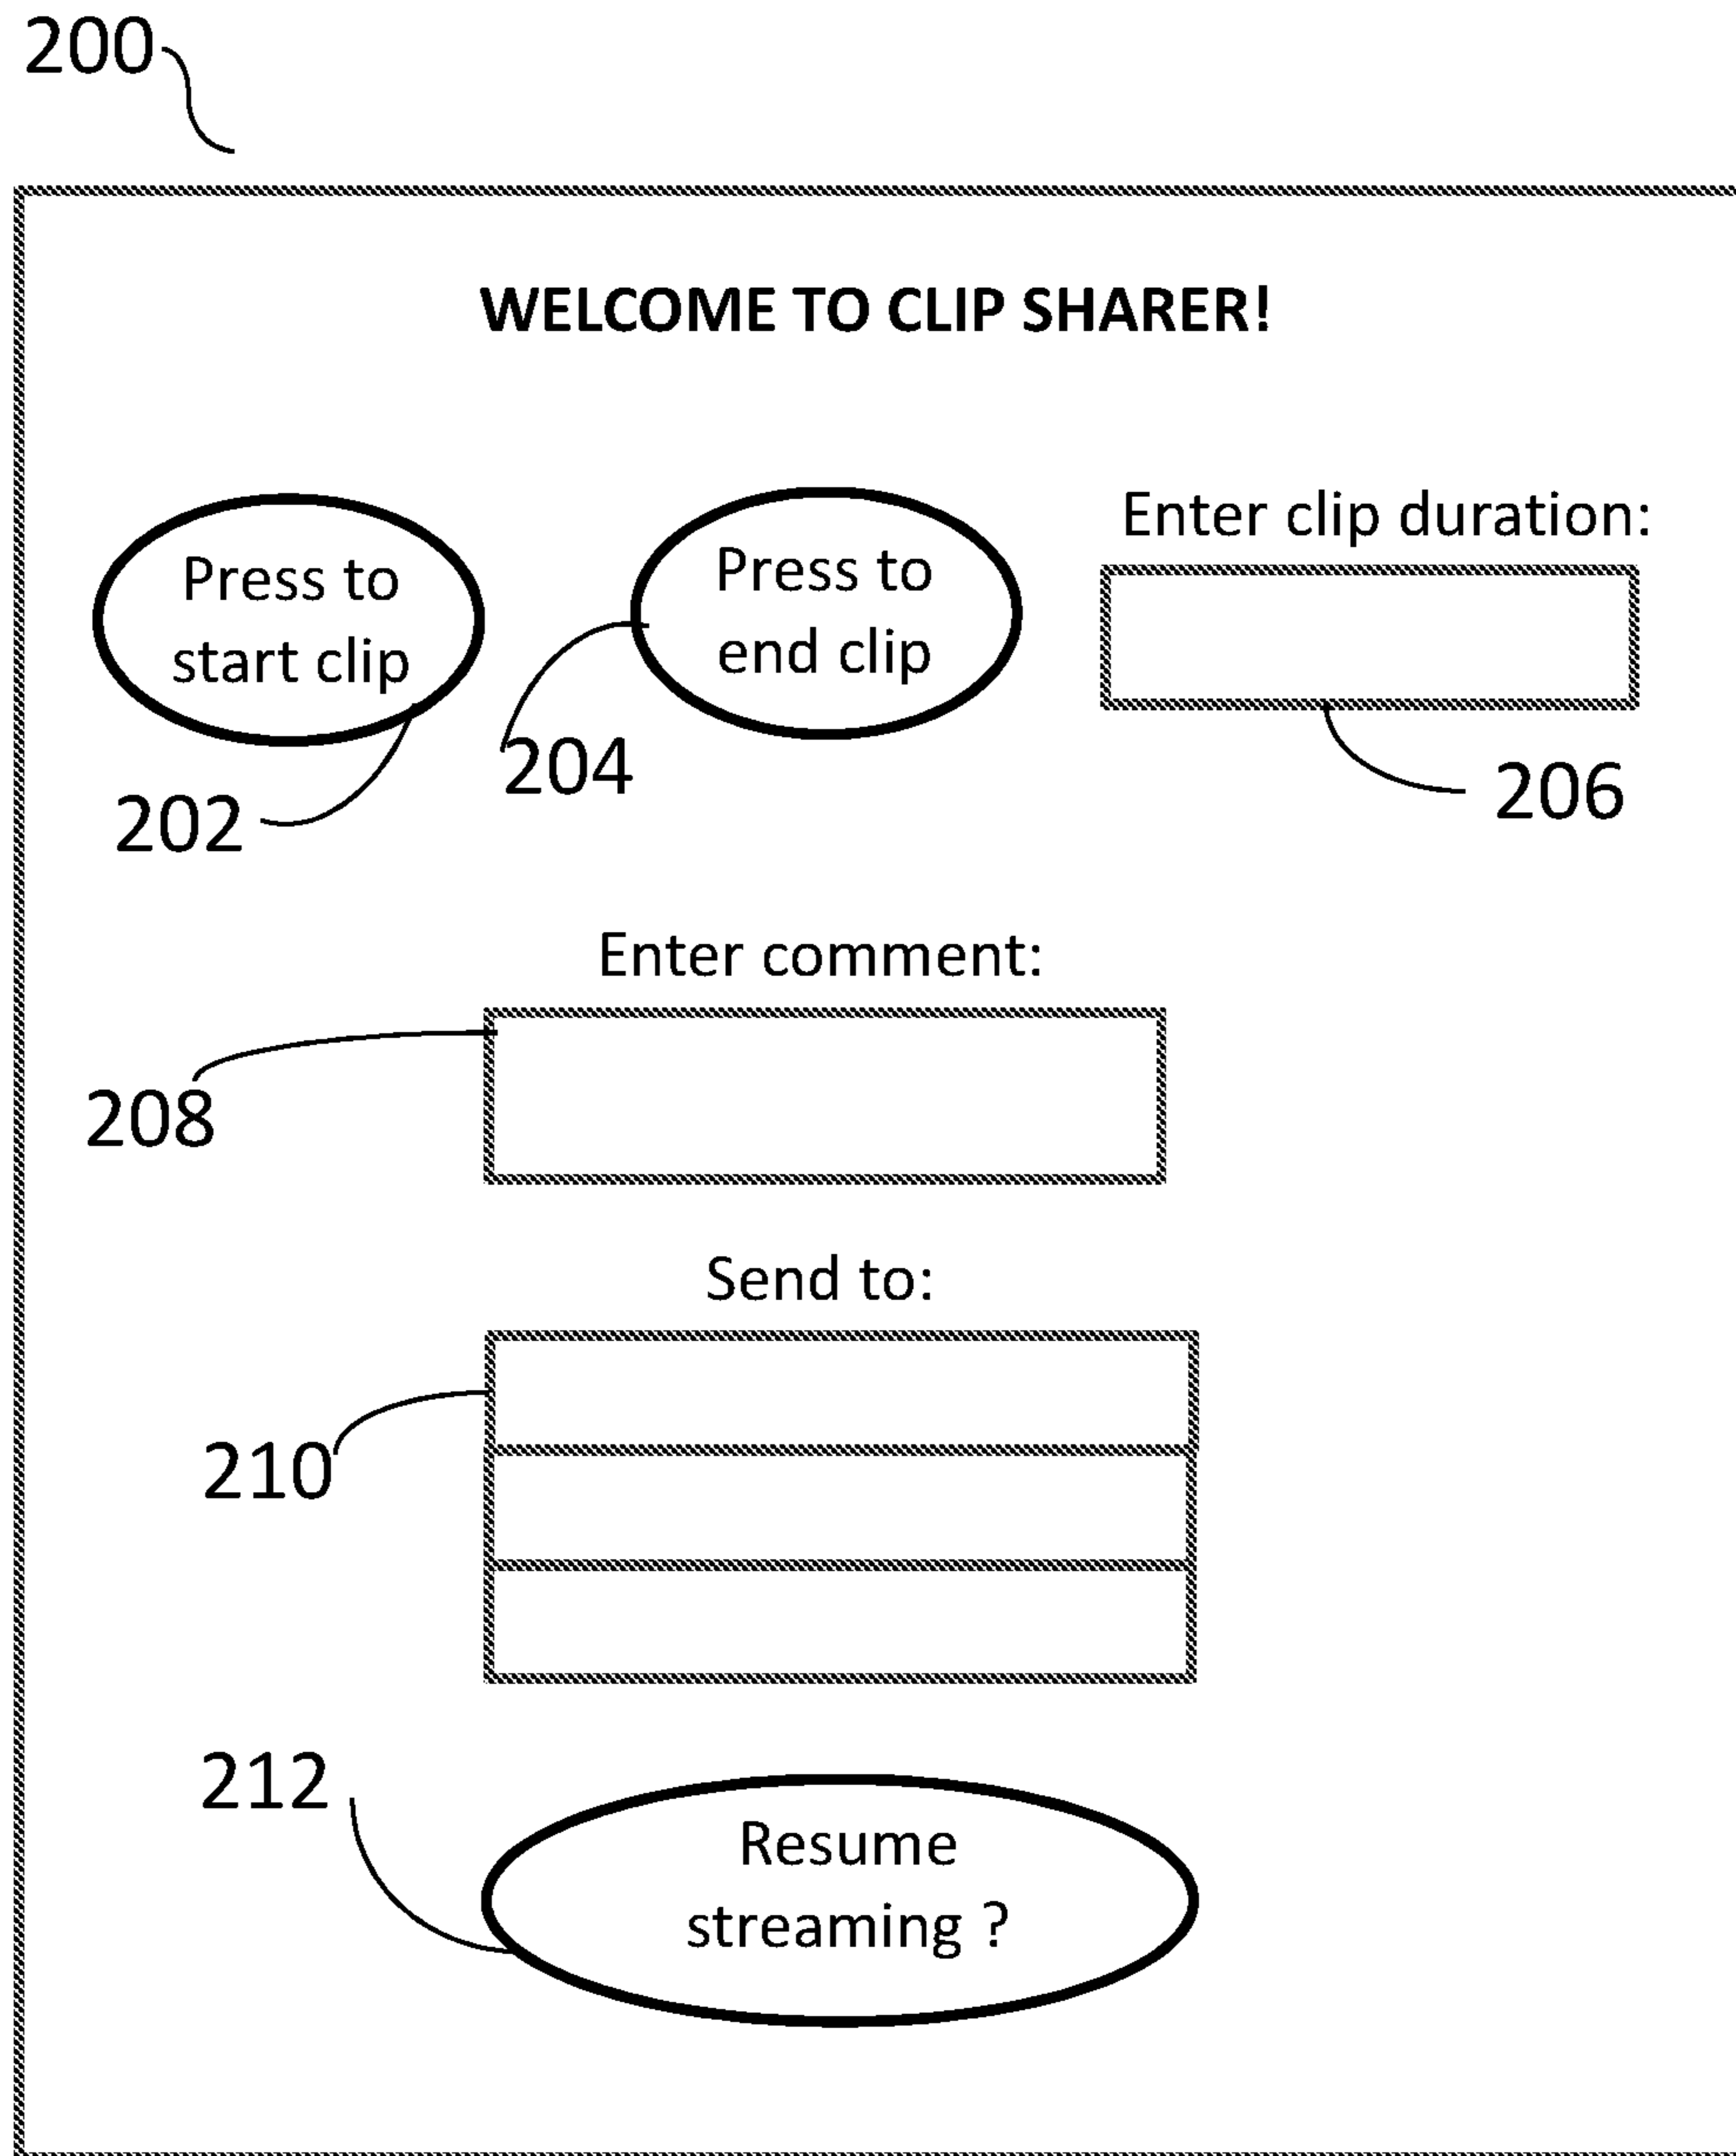 200
WELCOME TO CLIP SHARER!
Press to
start clip
202
Press to
end clip
204
Enter clip duration:
206
Enter comment:
208
Send to:
210
212
Resume
streaming ?